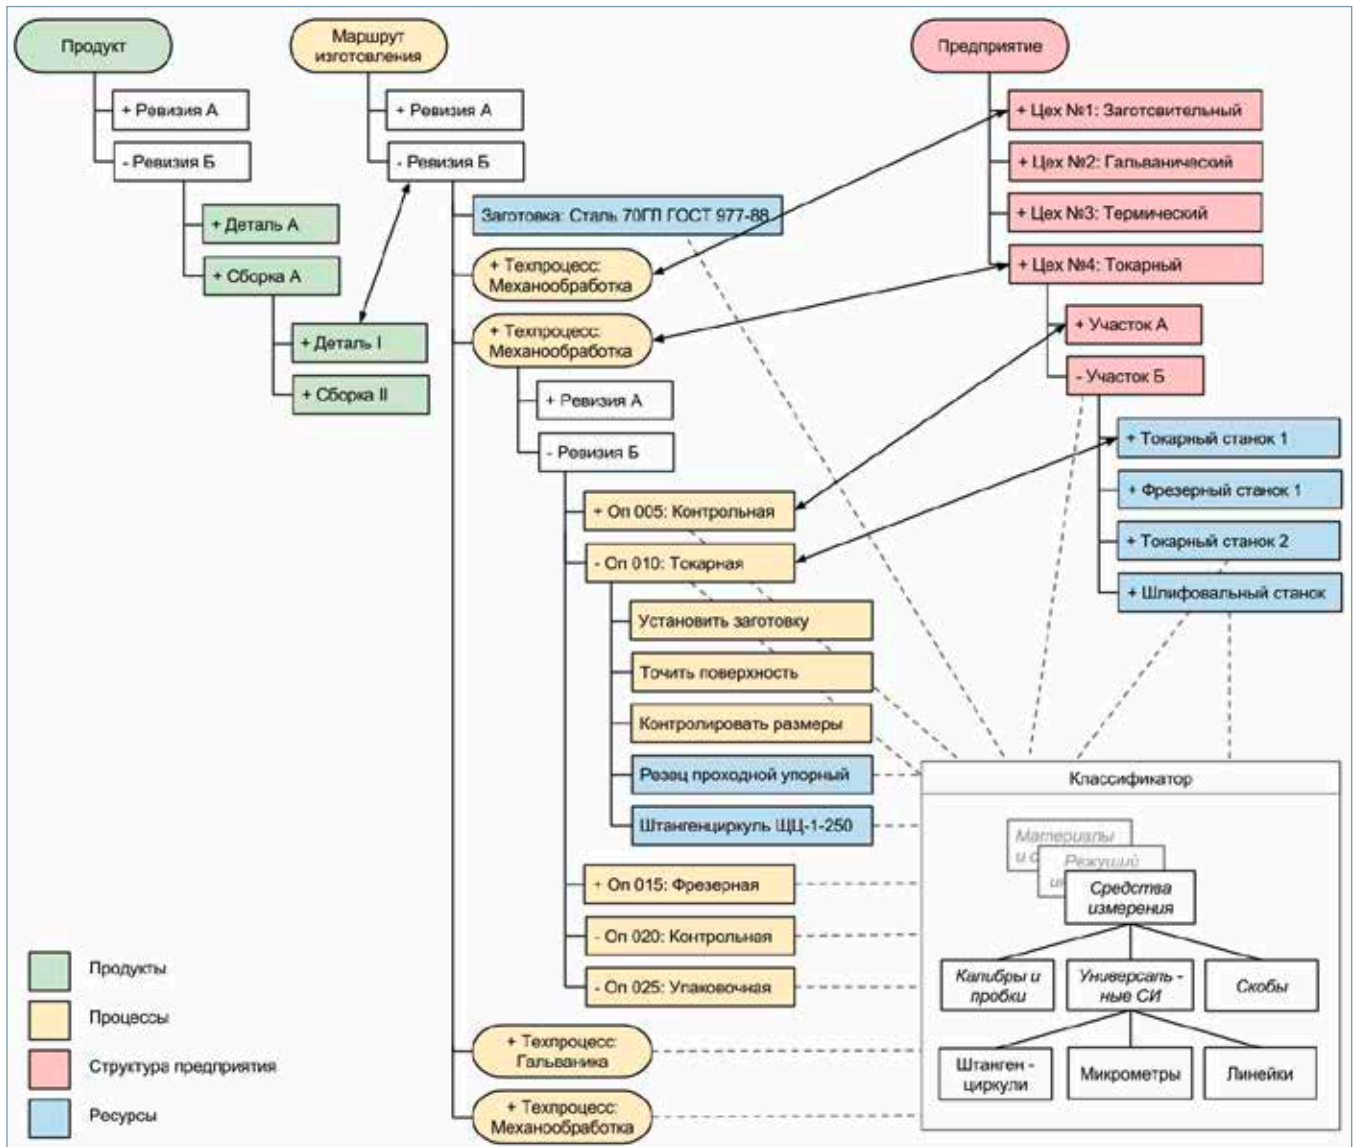 Продукт
+ Ревизия А
- Ревизия Б
+ Деталь А
+ Сборка А
+ Деталь I
+ Сборка II
Маршрут
изготовления
+ Ревизия А
- Ревизия Б
Заготовка: Сталь 70ГЛ ГОСТ 977-88
+ Техпроцесс:
Механообработка
+ Техпроцесс:
Механообработка
+ Ревизия А
- Ревизия Б
+ Оп 005: Контрольная
- Оп 010: Токарная
Установить заготовку
Точить поверхность
Контролировать размеры
Резец проходной упорный
Штангенциркуль ШЦ-1-250
+ Оп 015: Фрезерная
- Оп 020: Контрольная
- Оп 025: Упаковочная
+ Техпроцесс:
Гальваника
+ Техпроцесс:
Механообработка
Предприятие
+ Цех №1: Заготовительный
+ Цех №2: Гальванический
+ Цех №3: Термический
+ Цех №4: Токарный
+ Участок А
- Участок Б
+ Токарный станок 1
+ Фрезерный станок 1
+ Токарный станок 2
+ Шлифовальный станок
Классификатор
Материалы
и
Режущий
Средства
измерения
Калибры и
пробки
Универсаль -
ные СИ
Скобы
Штанген -
циркули
Микрометры
Линейки
Продукты
Процессы
Структура предприятия
Ресурсы